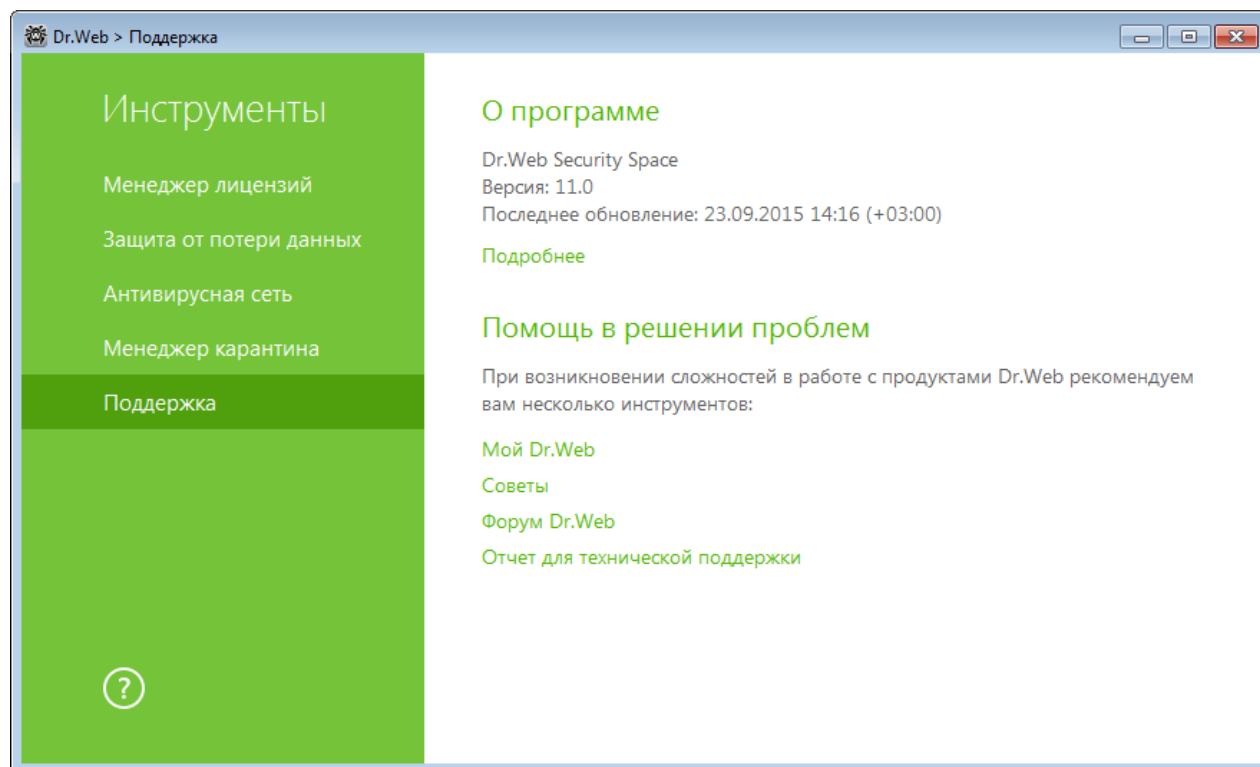 Dr.Web > Поддержка
Инструменты
Менеджер лицензий
Защита от потери данных
Антивирусная сеть
Менеджер карантина
Поддержка
?
О программе
Dr.Web Security Space
Версия: 11.0
Последнее обновление: 23.09.2015 14:16 (+03:00)
Подробнее
Помощь в решении проблем
При возникновении сложностей в работе с продуктами Dr.Web рекомендуем
вам несколько инструментов:
Мой Dr.Web
Советы
Форум Dr.Web
Отчет для технической поддержки